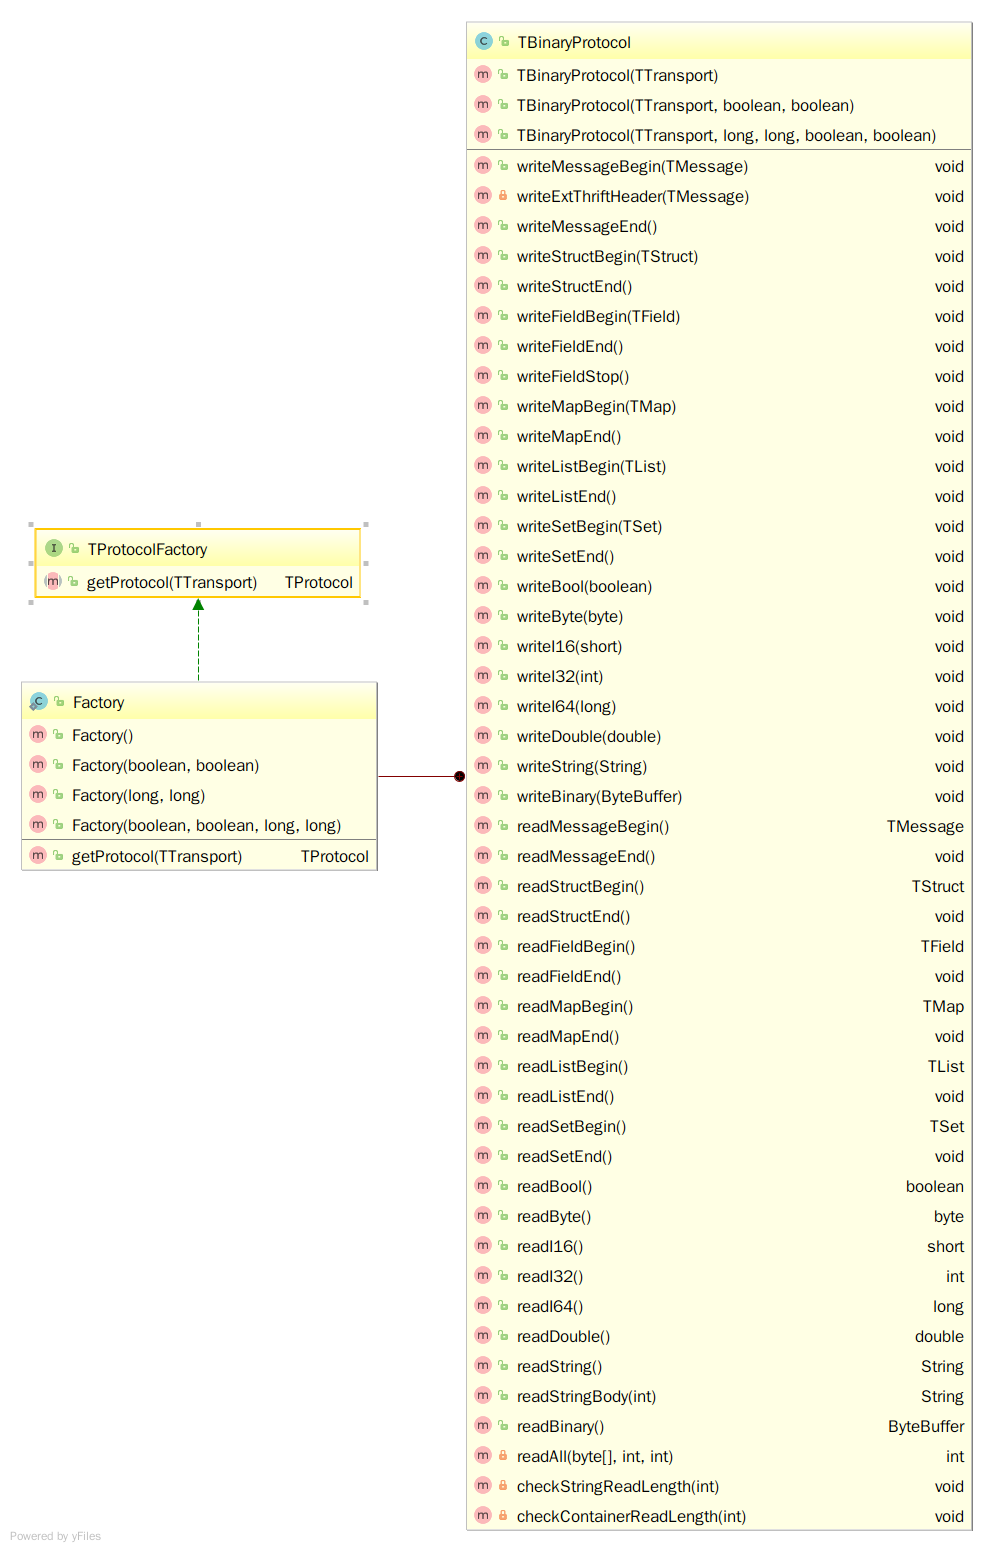 TBinaryProtocol
TBinaryProtocol(TTransport)
TBinaryProtocol(TTransport, boolean, boolean)
TBinaryProtocol(TTransport, long, long, boolean, boolean)
writeMessageBegin(TMessage) void
writeExtThriftHeader(TMessage) void
writeMessageEnd() void
writeStructBegin(TStruct) void
writeStructEnd() void
writeFieldBegin(TField) void
writeFieldEnd() void
writeFieldStop() void
writeMapBegin(TMap) void
writeMapEnd() void
writeListBegin(TList) void
writeListEnd() void
writeSetBegin(TSet) void
writeSetEnd() void
writeBool(boolean) void
writeByte(byte) void
writeI16(short) void
writeI32(int) void
writeI64(long) void
writeDouble(double) void
writeString(String) void
writeBinary(ByteBuffer) void
readMessageBegin() TMessage
readMessageEnd() void
readStructBegin() TStruct
readStructEnd() void
readFieldBegin() TField
readFieldEnd() void
readMapBegin() TMap
readMapEnd() void
readListBegin() TList
readListEnd() void
readSetBegin() TSet
readSetEnd() void
readBool() boolean
readByte() byte
readI16() short
readI32() int
readI64() long
readDouble() double
readString() String
readStringBody(int) String
readBinary() ByteBuffer
readAll(byte[], int, int) int
checkStringReadLength(int) void
checkContainerReadLength(int) void
TProtocolFactory
getProtocol(TTransport) TProtocol
Factory
Factory()
Factory(boolean, boolean)
Factory(long, long)
Factory(boolean, boolean, long, long)
getProtocol(TTransport) TProtocol
Powered by yFiles